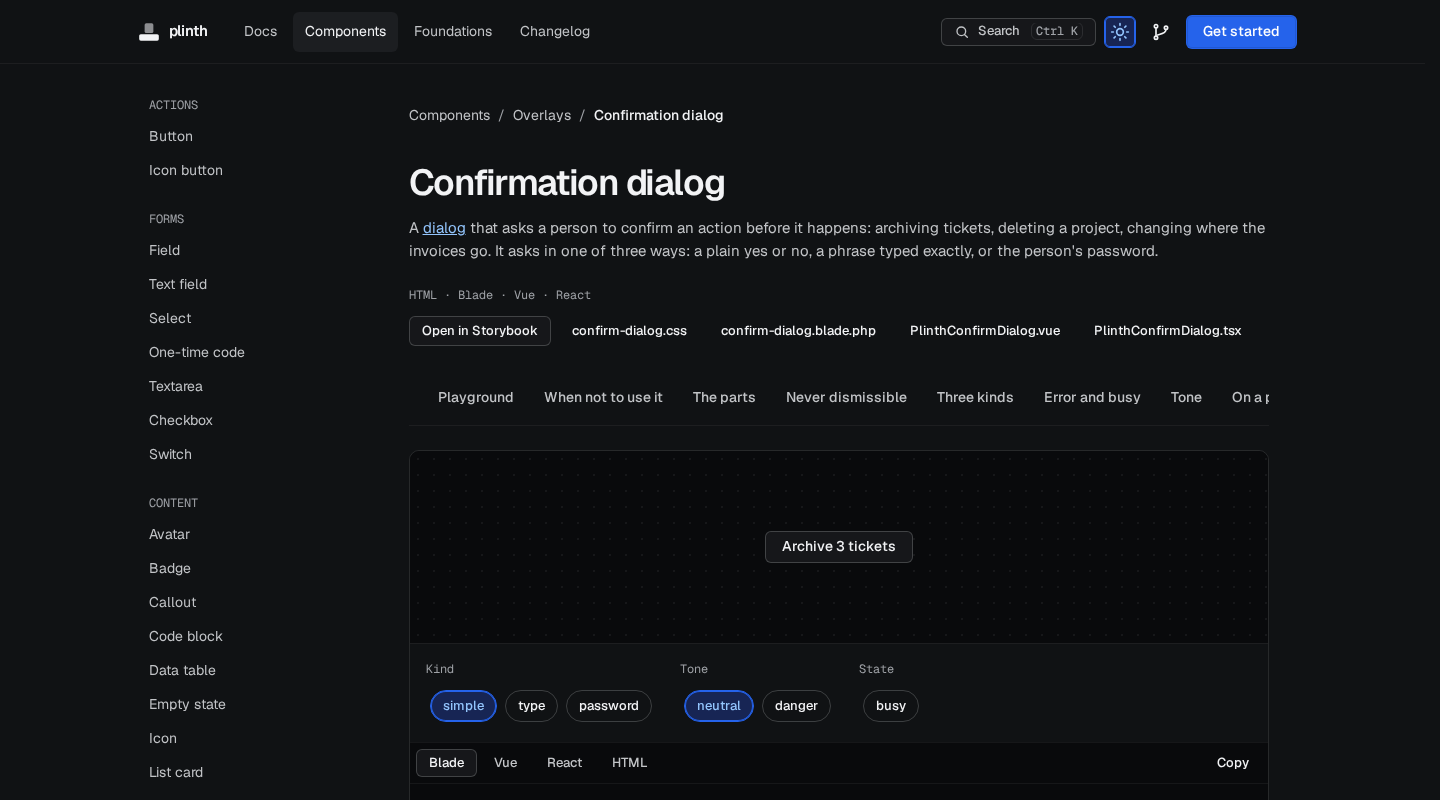 plinth
Docs
Components
Foundations
Changelog
Search
Ctrl K
Get started
ACTIONS
Button
Icon button
FORMS
Field
Text field
Select
One-time code
Textarea
Checkbox
Switch
CONTENT
Avatar
Badge
Callout
Code block
Data table
Empty state
Icon
List card
Components / Overlays / Confirmation dialog
Confirmation dialog
A dialog that asks a person to confirm an action before it happens: archiving tickets, deleting a project, changing where the
invoices go. It asks in one of three ways: a plain yes or no, a phrase typed exactly, or the person's password.
HTML · Blade · Vue · React
Open in Storybook
confirm-dialog.css
confirm-dialog.blade.php
PlinthConfirmDialog.vue
PlinthConfirmDialog.tsx
Playground
When not to use it
The parts
Never dismissible
Three kinds
Error and busy
Tone
On a
Archive 3 tickets
Kind
simple
type
password
Tone
neutral
danger
State
busy
Blade
Vue
React
HTML
Copy